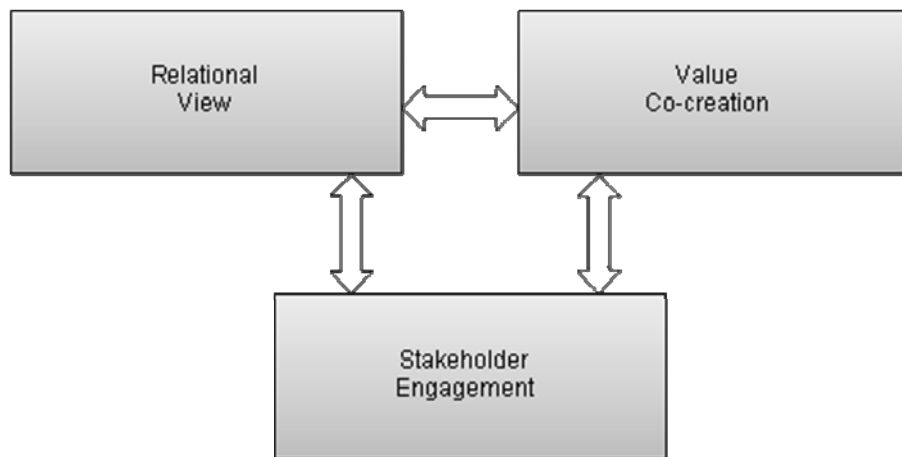 Relational
View
Value
Co-creation
Stakeholder
Engagement